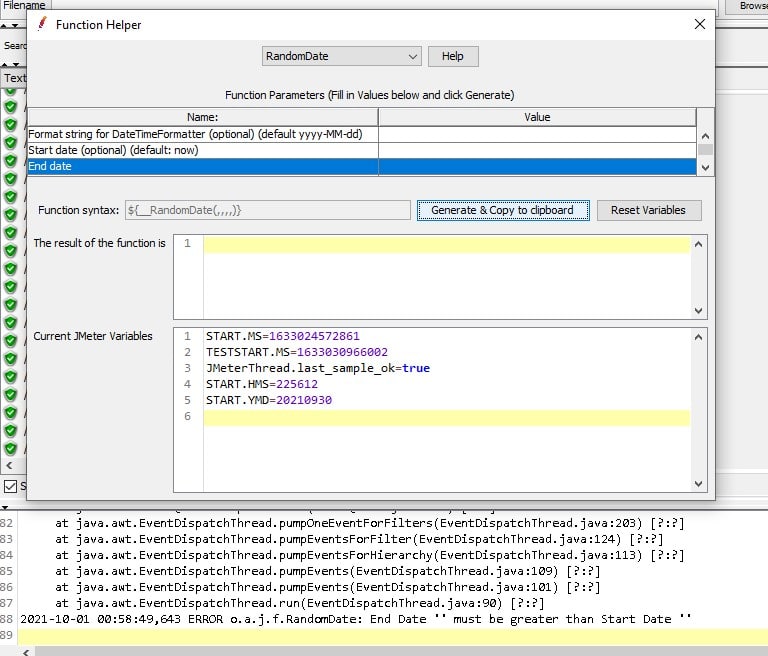 Filename
Browse
Function Helper
Searc
RandomDate
Help
Text
Function Parameters (Fill in Values below and click Generate)
Name:
Value
Format string for DateTimeFormatter (optional) (default yyyy-MM-dd)
Start date (optional) (default: now)
End date
Function syntax:
${__RandomDate(,,,,)}
Generate & Copy to clipboard
Reset Variables
The result of the function is
1
Current JMeter Variables
1 START.MS=1633024572861
2 TESTSTART.MS=1633030966002
3 JMeterThread.last_sample_ok=true
4 START.HMS=225612
5 START.YMD=20210930
6
S
82 at java.awt.EventDispatchThread.pumpOneEventForFilters(EventDispatchThread.java:203) [?:?]
83 at java.awt.EventDispatchThread.pumpEventsForFilter(EventDispatchThread.java:124) [?:?]
84 at java.awt.EventDispatchThread.pumpEventsForHierarchy(EventDispatchThread.java:113) [?:?]
85 at java.awt.EventDispatchThread.pumpEvents(EventDispatchThread.java:109) [?:?]
86 at java.awt.EventDispatchThread.pumpEvents(EventDispatchThread.java:101) [?:?]
87 at java.awt.EventDispatchThread.run(EventDispatchThread.java:90) [?:?]
88 2021-10-01 00:58:49,643 ERROR o.a.j.f.RandomDate: End Date '' must be greater than Start Date ''
89